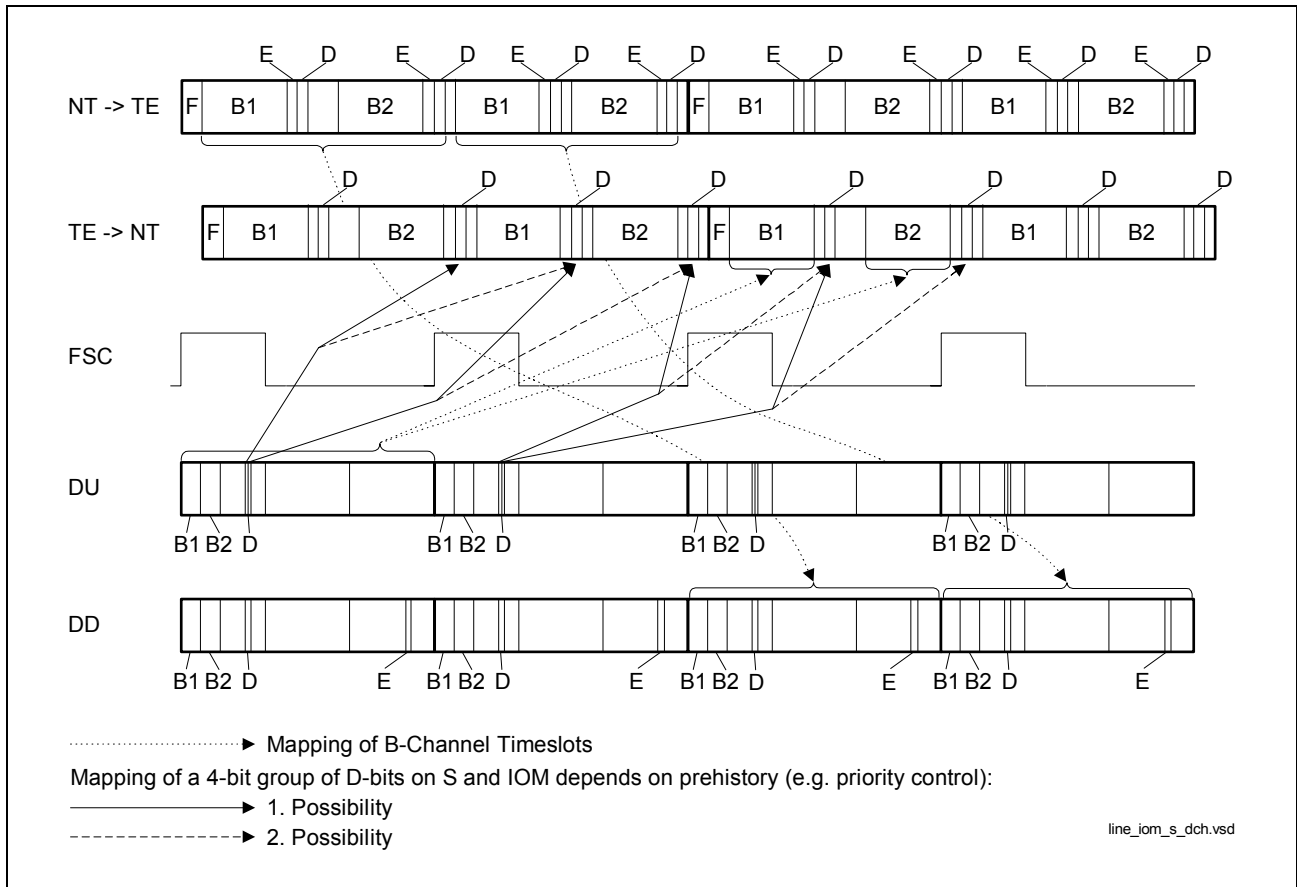 E D E D E D E D E D E D E D E D
NT -> TE F B1 B2 B1 B2 F B1 B2 B1 B2
D D D D D D D D
TE -> NT F B1 B2 B1 B2 F B1 B2 B1 B2
FSC
DU
B1 B2 D B1 B2 D B1 B2 D B1 B2 D
DD
B1 B2 D E B1 B2 D E B1 B2 D E B1 B2 D E
Mapping of B-Channel Timeslots
Mapping of a 4-bit group of D-bits on S and IOM depends on prehistory (e.g. priority control):
1. Possibility
2. Possibility
line_iom_s_dch.vsd